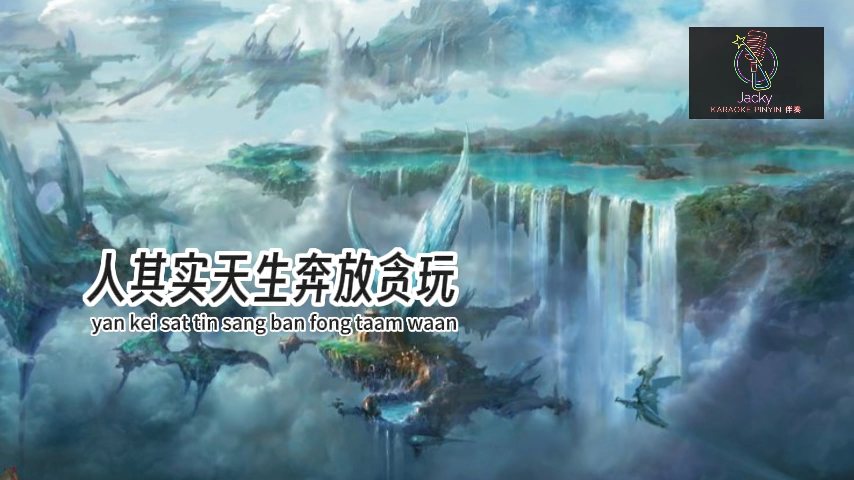 Jacky
KARAOKE PINYIN 伴奏
人其实天生奔放贪玩
yan kei sat tin sang ban fong taam waan